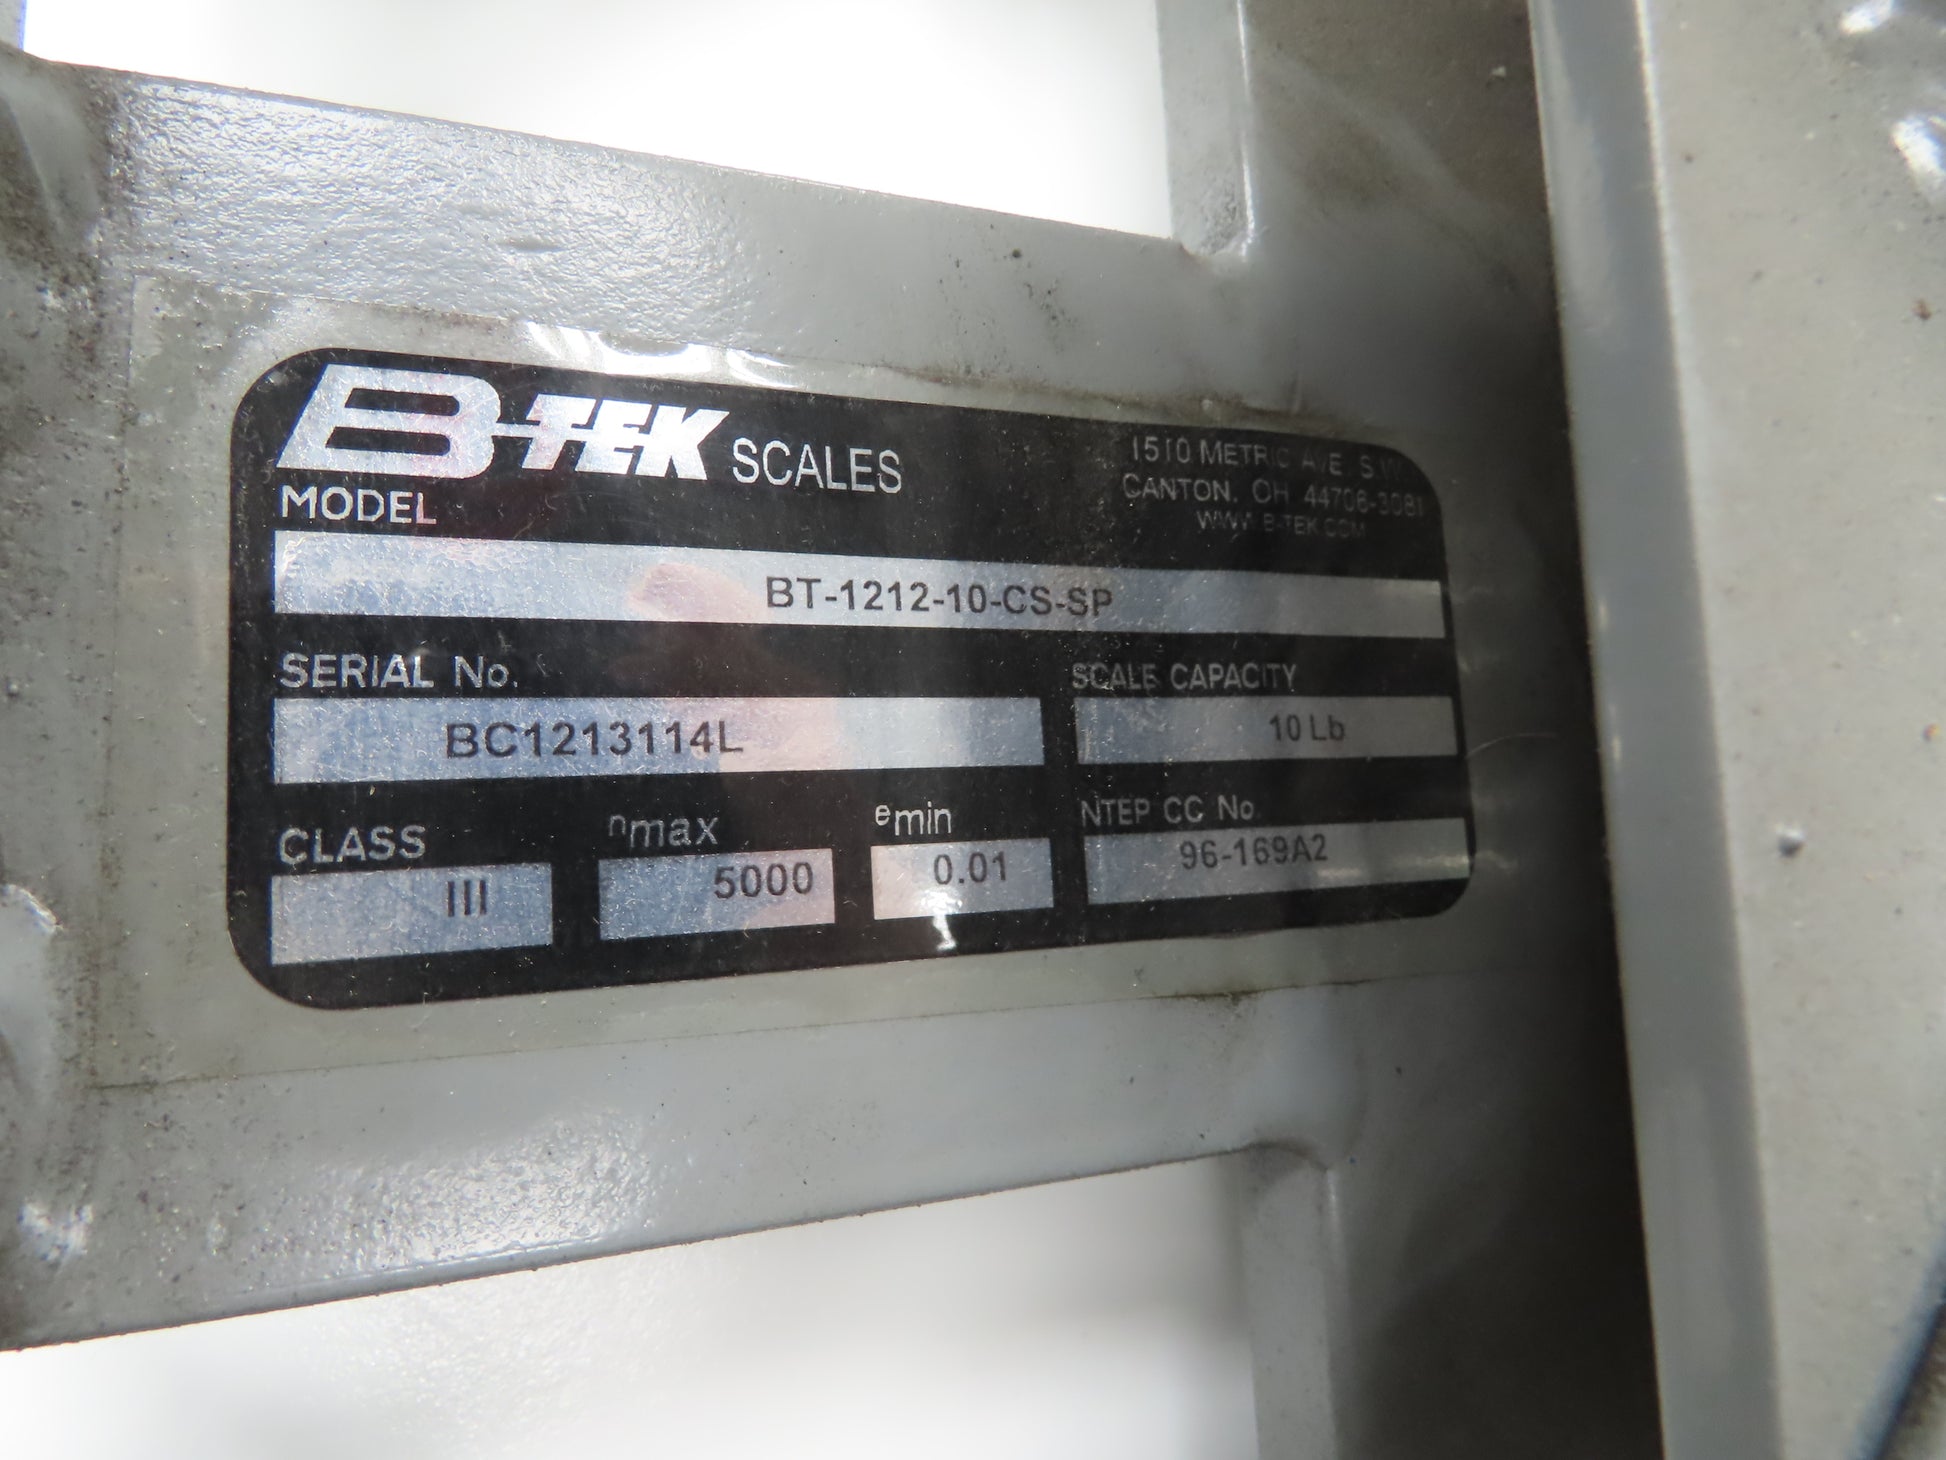 B-TEK SCALES
1510 METRIC AVE. S.W.
CANTON, OH 44706-3081
WWW.B-TEK.COM
MODEL
BT-1212-10-CS-SP
SERIAL No.
BC1213114L
SCALE CAPACITY
10 Lb
CLASS
III
nmax
5000
emin
0.01
NTEP CC No.
96-169A2